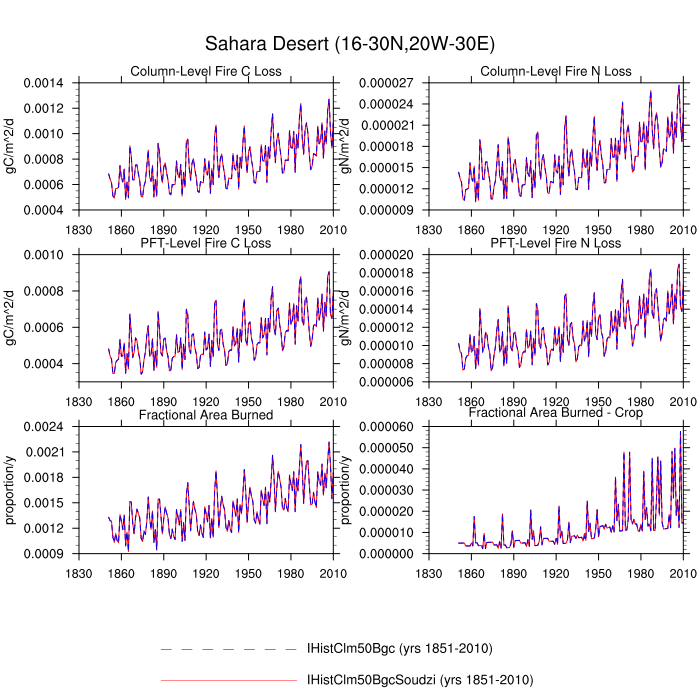 Sahara Desert (16-30N,20W-30E)
Column-Level Fire C Loss
gC/m^2/d
0.0014
0.0012
0.0010
0.0008
0.0006
0.0004
1830 1860 1890 1920 1950 1980 2010
Column-Level Fire N Loss
gN/m^2/d
0.000027
0.000024
0.000021
0.000018
0.000015
0.000012
0.000009
1830 1860 1890 1920 1950 1980 2010
PFT-Level Fire C Loss
gC/m^2/d
0.0010
0.0008
0.0006
0.0004
1830 1860 1890 1920 1950 1980 2010
PFT-Level Fire N Loss
gN/m^2/d
0.000020
0.000018
0.000016
0.000014
0.000012
0.000010
0.000008
0.000006
1830 1860 1890 1920 1950 1980 2010
Fractional Area Burned
proportion/y
0.0024
0.0021
0.0018
0.0015
0.0012
0.0009
1830 1860 1890 1920 1950 1980 2010
Fractional Area Burned - Crop
proportion/y
0.000060
0.000050
0.000040
0.000030
0.000020
0.000010
0.000000
1830 1860 1890 1920 1950 1980 2010
IHistClm50Bgc (yrs 1851-2010)
IHistClm50BgcSoudzi (yrs 1851-2010)